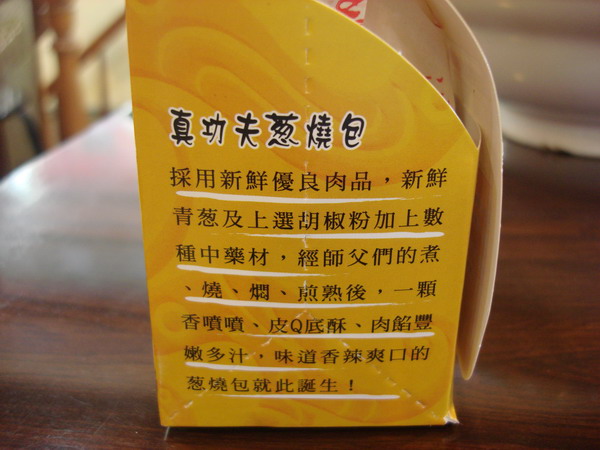 真功夫蔥燒包
採用新鮮優良肉品，新鮮
青蔥及上選胡椒粉加上數
種中藥材，經師父們的煮
、燒、燜、煎熟後，一顆
香噴噴、皮Q底酥、肉餡豐
嫩多汁，味道香辣爽口的
蔥燒包就此誕生！